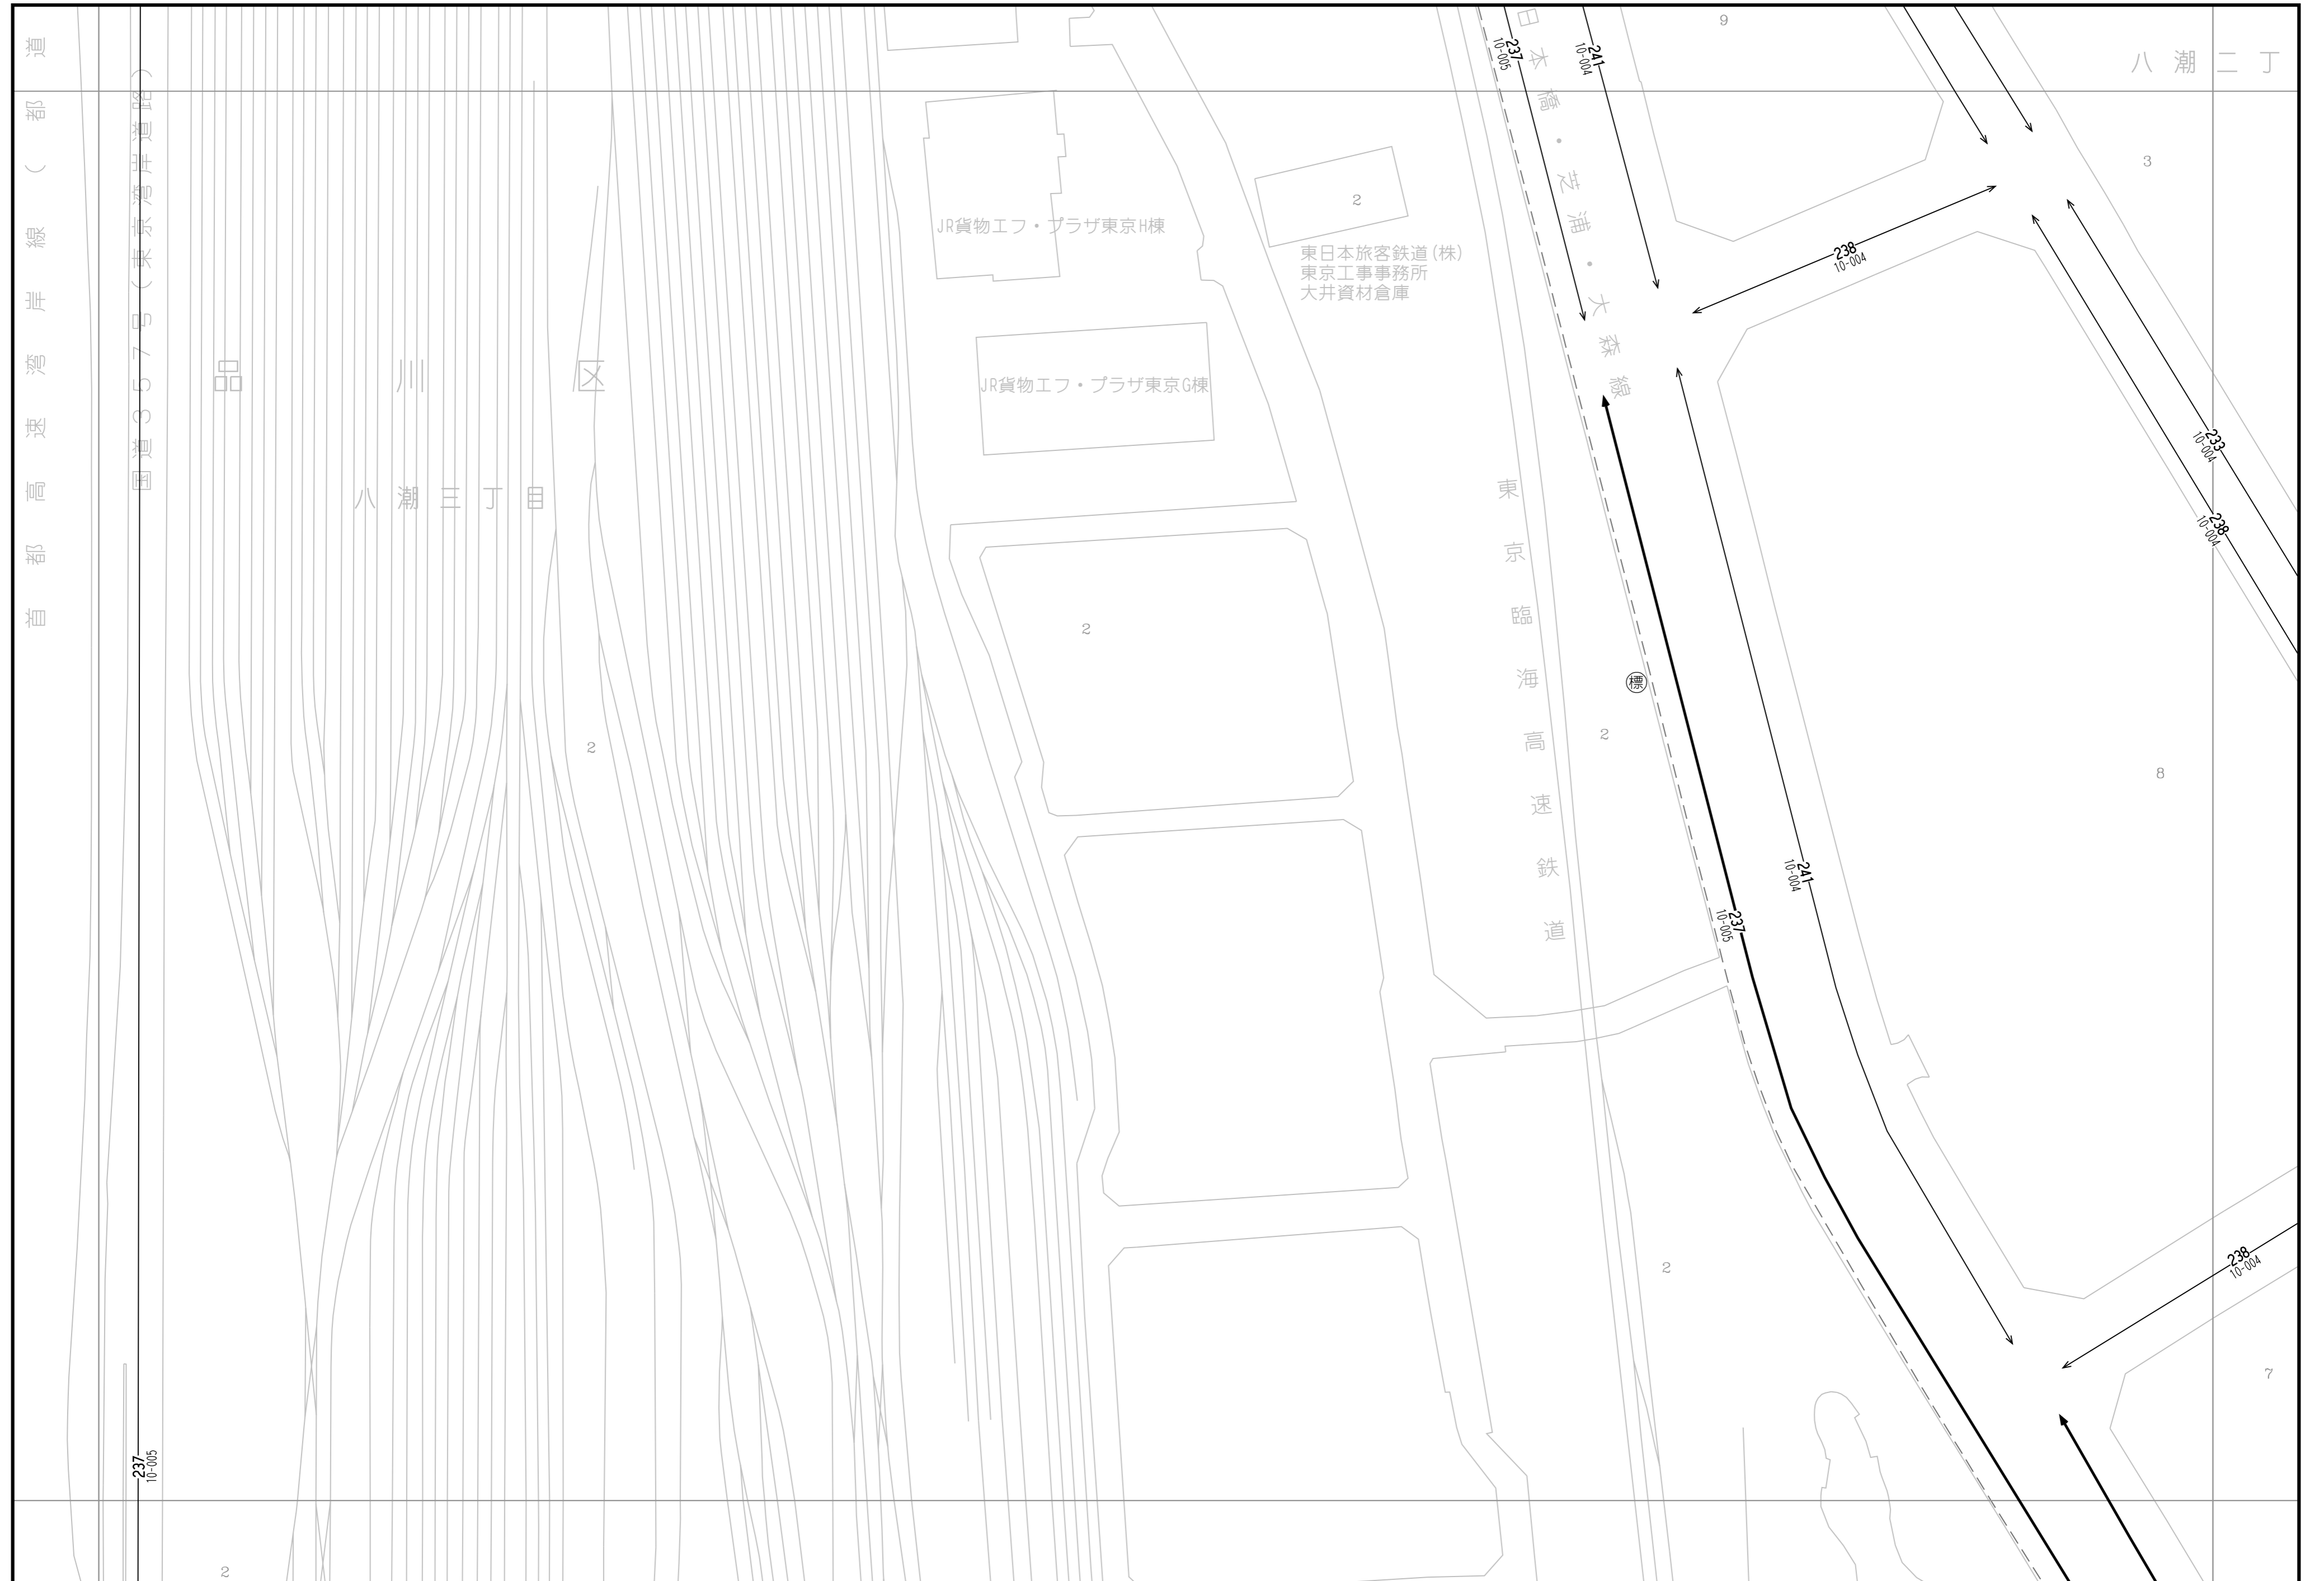 首都高速湾岸線（都道
国道357号（東京湾岸道路）
品川区
八潮三丁目
八潮二丁
日本橋・芝浦・大森線
東京臨海高速鉄道
JR貨物エフ・プラザ東京H棟
JR貨物エフ・プラザ東京G棟
東日本旅客鉄道(株)
東京工事事務所
大井資材倉庫
標
237
10-005
241
10-004
9
3
2
238
10-004
233
10-004
238
10-004
2
2
2
8
241
10-004
237
10-005
2
238
10-004
7
237
10-005
2